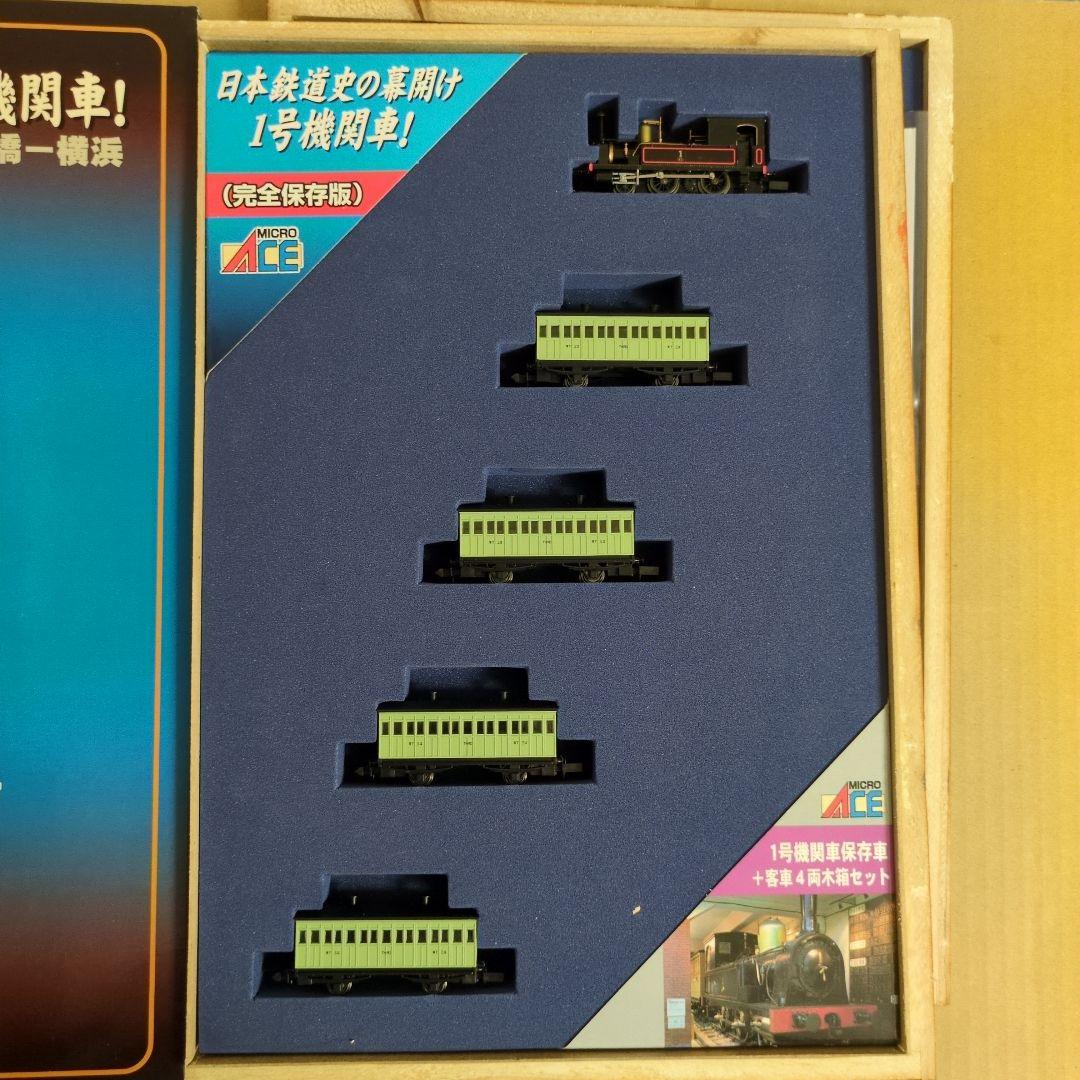 機関車!
橋ー横浜
日本鉄道史の幕開け
1号機関車!
(完全保存版)
MICRO
ACE
1
THIRD
MICRO
ACE
1号機関車保存車
+客車4両木箱セット